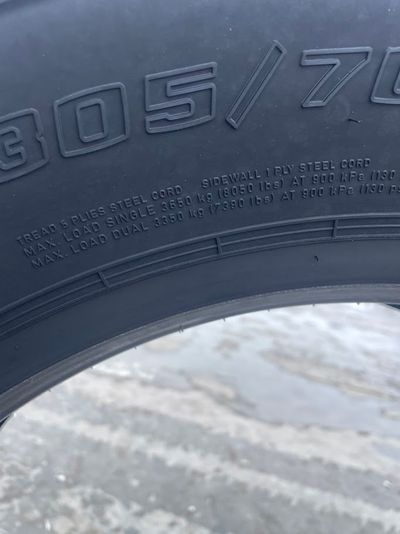 305/70
TREAD 5 PLIES STEEL CORD SIDEWALL 1 PLY STEEL CORD
MAX. LOAD SINGLE 3650 kg (8050 lbs) AT 900 kPa (130
MAX. LOAD DUAL 3350 kg (7390 lbs) AT 900 kPa (130 ps